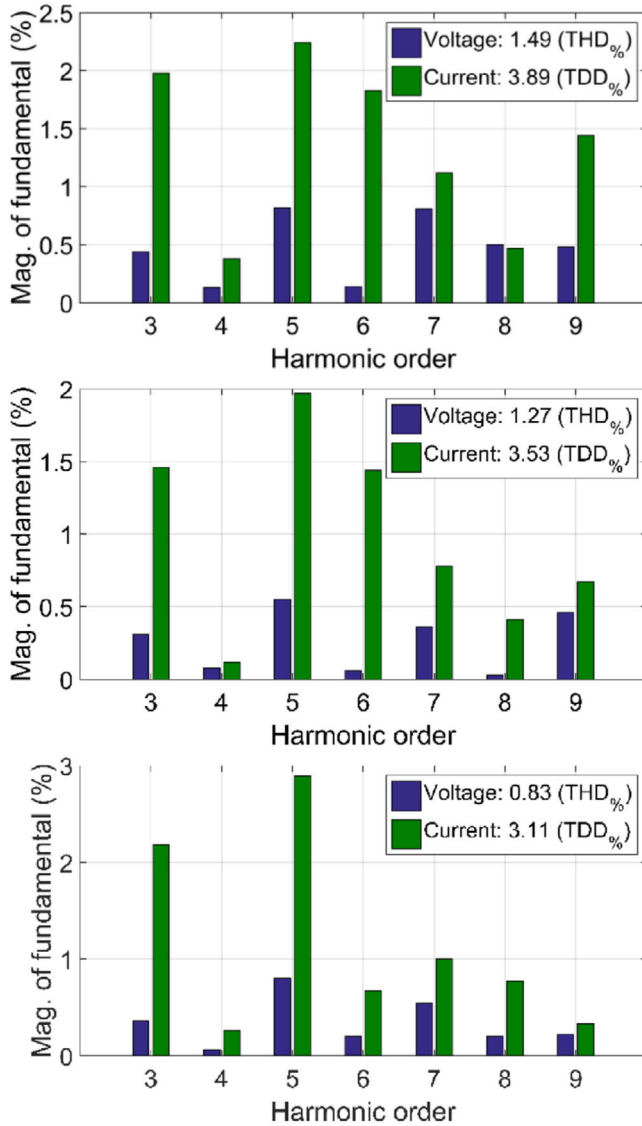 2.5
2
1.5
1
0.5
0
Mag. of fundamental (%)
Voltage: 1.49 (THD%)
Current: 3.89 (TDD%)
3 4 5 6 7 8 9
Harmonic order
2
1.5
1
0.5
0
Mag. of fundamental (%)
Voltage: 1.27 (THD%)
Current: 3.53 (TDD%)
3 4 5 6 7 8 9
Harmonic order
3
2
1
0
Mag. of fundamental (%)
Voltage: 0.83 (THD%)
Current: 3.11 (TDD%)
3 4 5 6 7 8 9
Harmonic order